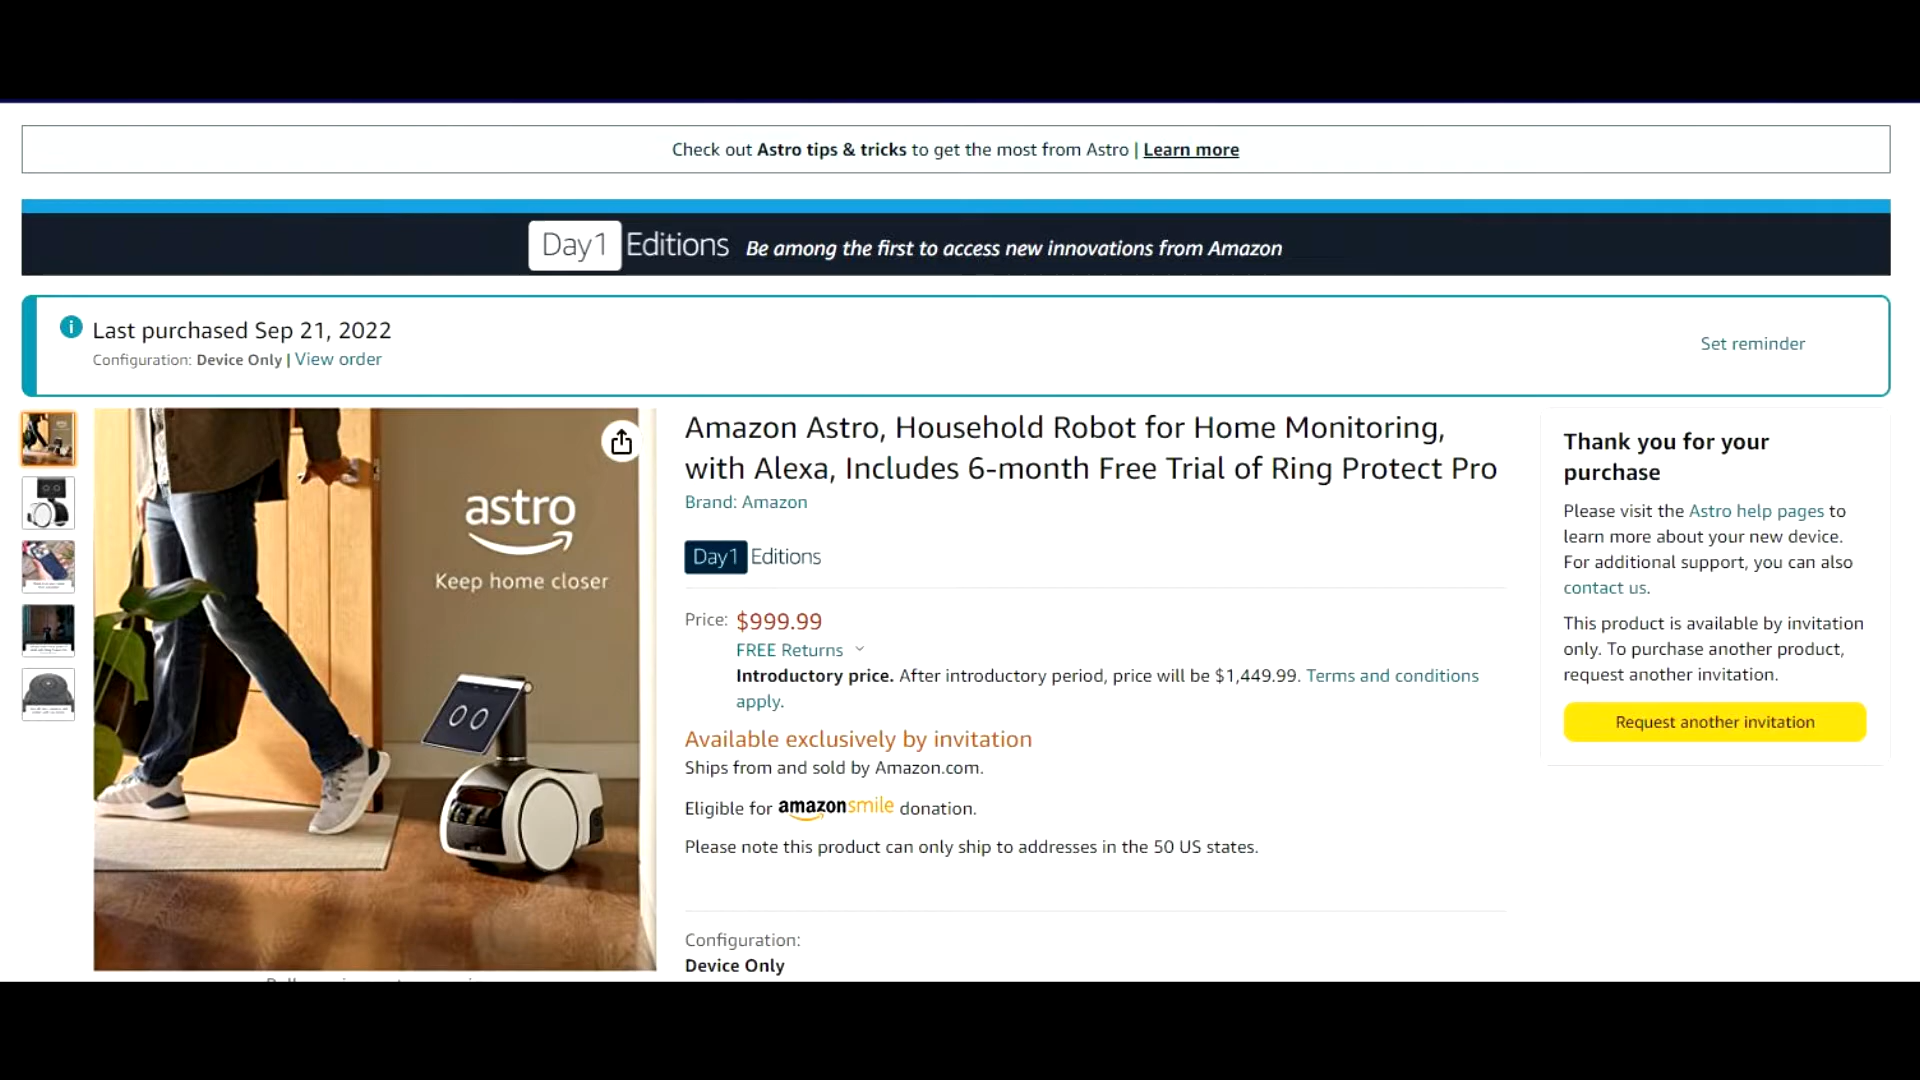 Check out Astro tips & tricks to get the most from Astro | Learn more
Day1 Editions Be among the first to access new innovations from Amazon
Last purchased Sep 21, 2022
Configuration: Device Only | View order
Set reminder
astro
Keep home closer
Amazon Astro, Household Robot for Home Monitoring,
with Alexa, Includes 6-month Free Trial of Ring Protect Pro
Brand: Amazon
Day1 Editions
Price: $999.99
FREE Returns
Introductory price. After introductory period, price will be $1,449.99. Terms and conditions
apply.
Available exclusively by invitation
Ships from and sold by Amazon.com.
Eligible for amazonsmile donation.
Please note this product can only ship to addresses in the 50 US states.
Configuration:
Device Only
Thank you for your
purchase
Please visit the Astro help pages to
learn more about your new device.
For additional support, you can also
contact us.
This product is available by invitation
only. To purchase another product,
request another invitation.
Request another invitation